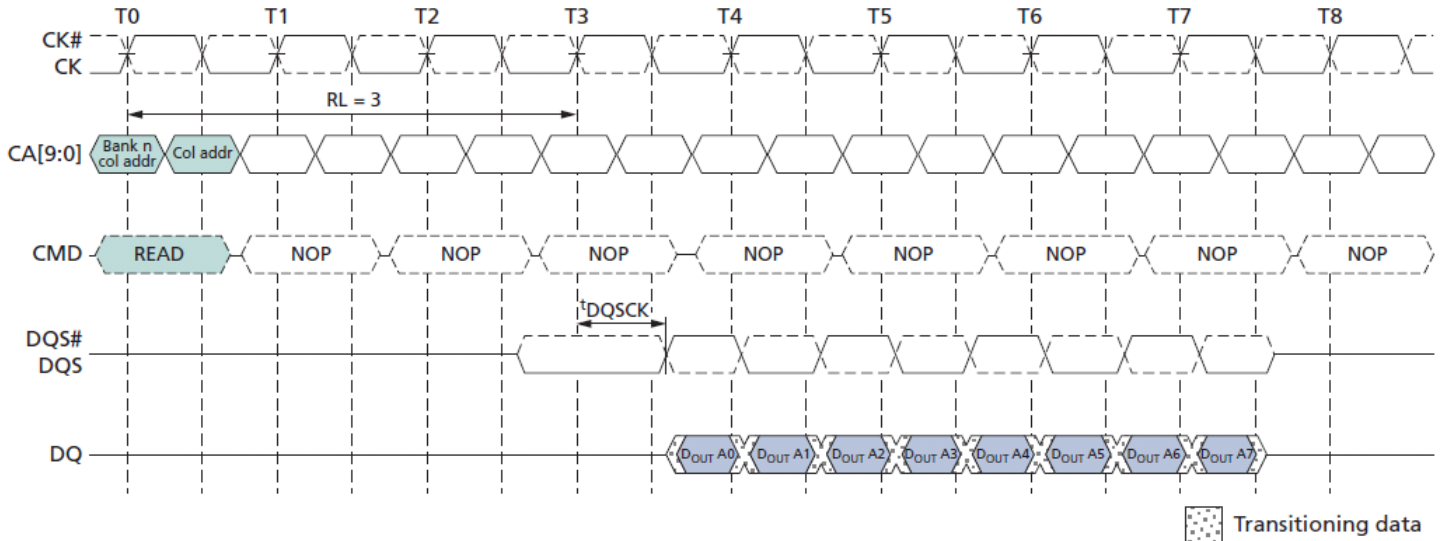 T0 T1 T2 T3 T4 T5 T6 T7 T8
CK#
CK
RL = 3
CA[9:0] Bank n col addr Col addr
CMD READ NOP NOP NOP NOP NOP NOP NOP NOP
tDQSCK
DQS#
DQS
DQ DOUT A0 DOUT A1 DOUT A2 DOUT A3 DOUT A4 DOUT A5 DOUT A6 DOUT A7
Transitioning data